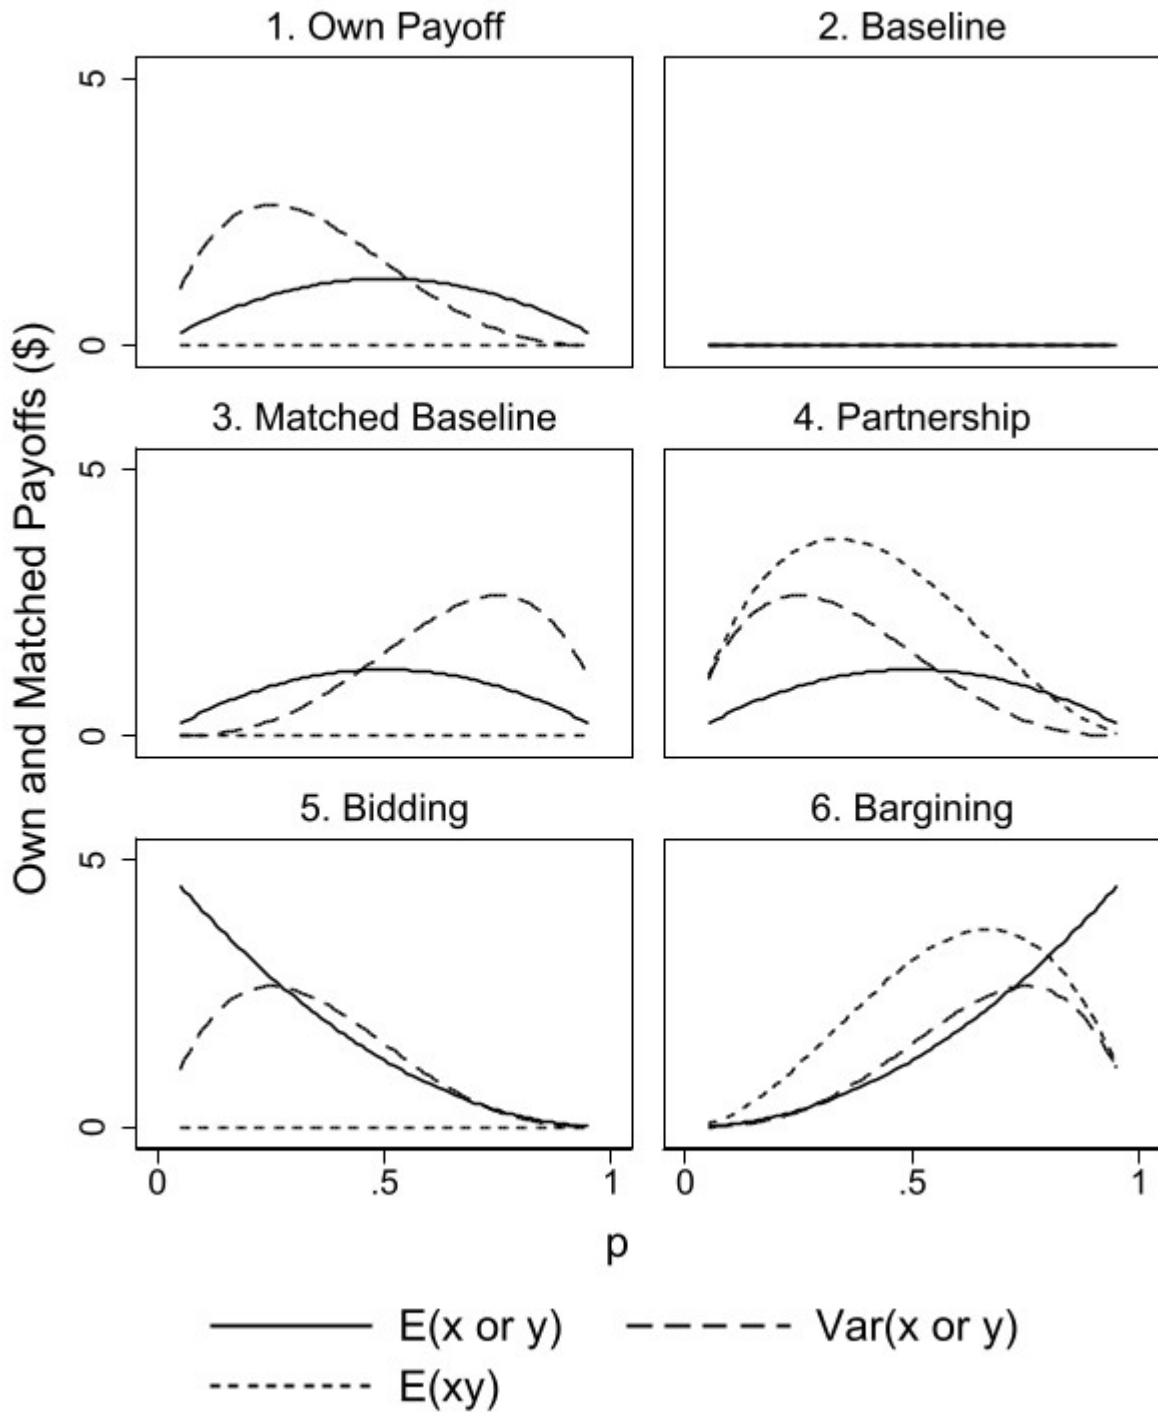 1. Own Payoff
2. Baseline
5
0
3. Matched Baseline
4. Partnership
5
0
5. Bidding
6. Bargining
5
0
Own and Matched Payoffs ($)
0 .5 1
0 .5 1
p
E(x or y)
Var(x or y)
E(xy)